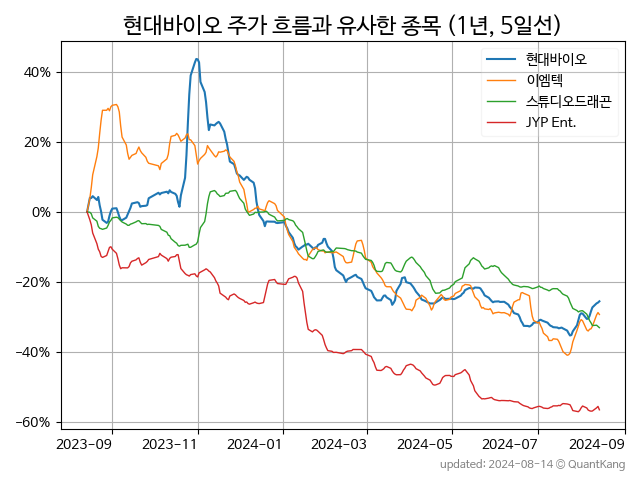 현대바이오 주가 흐름과 유사한 종목 (1년, 5일선)
현대바이오
이엠텍
스튜디오드래곤
JYP Ent.
40%
20%
0%
−20%
−40%
−60%
2023-09 2023-11 2024-01 2024-03 2024-05 2024-07 2024-09
updated: 2024-08-14 © QuantKang